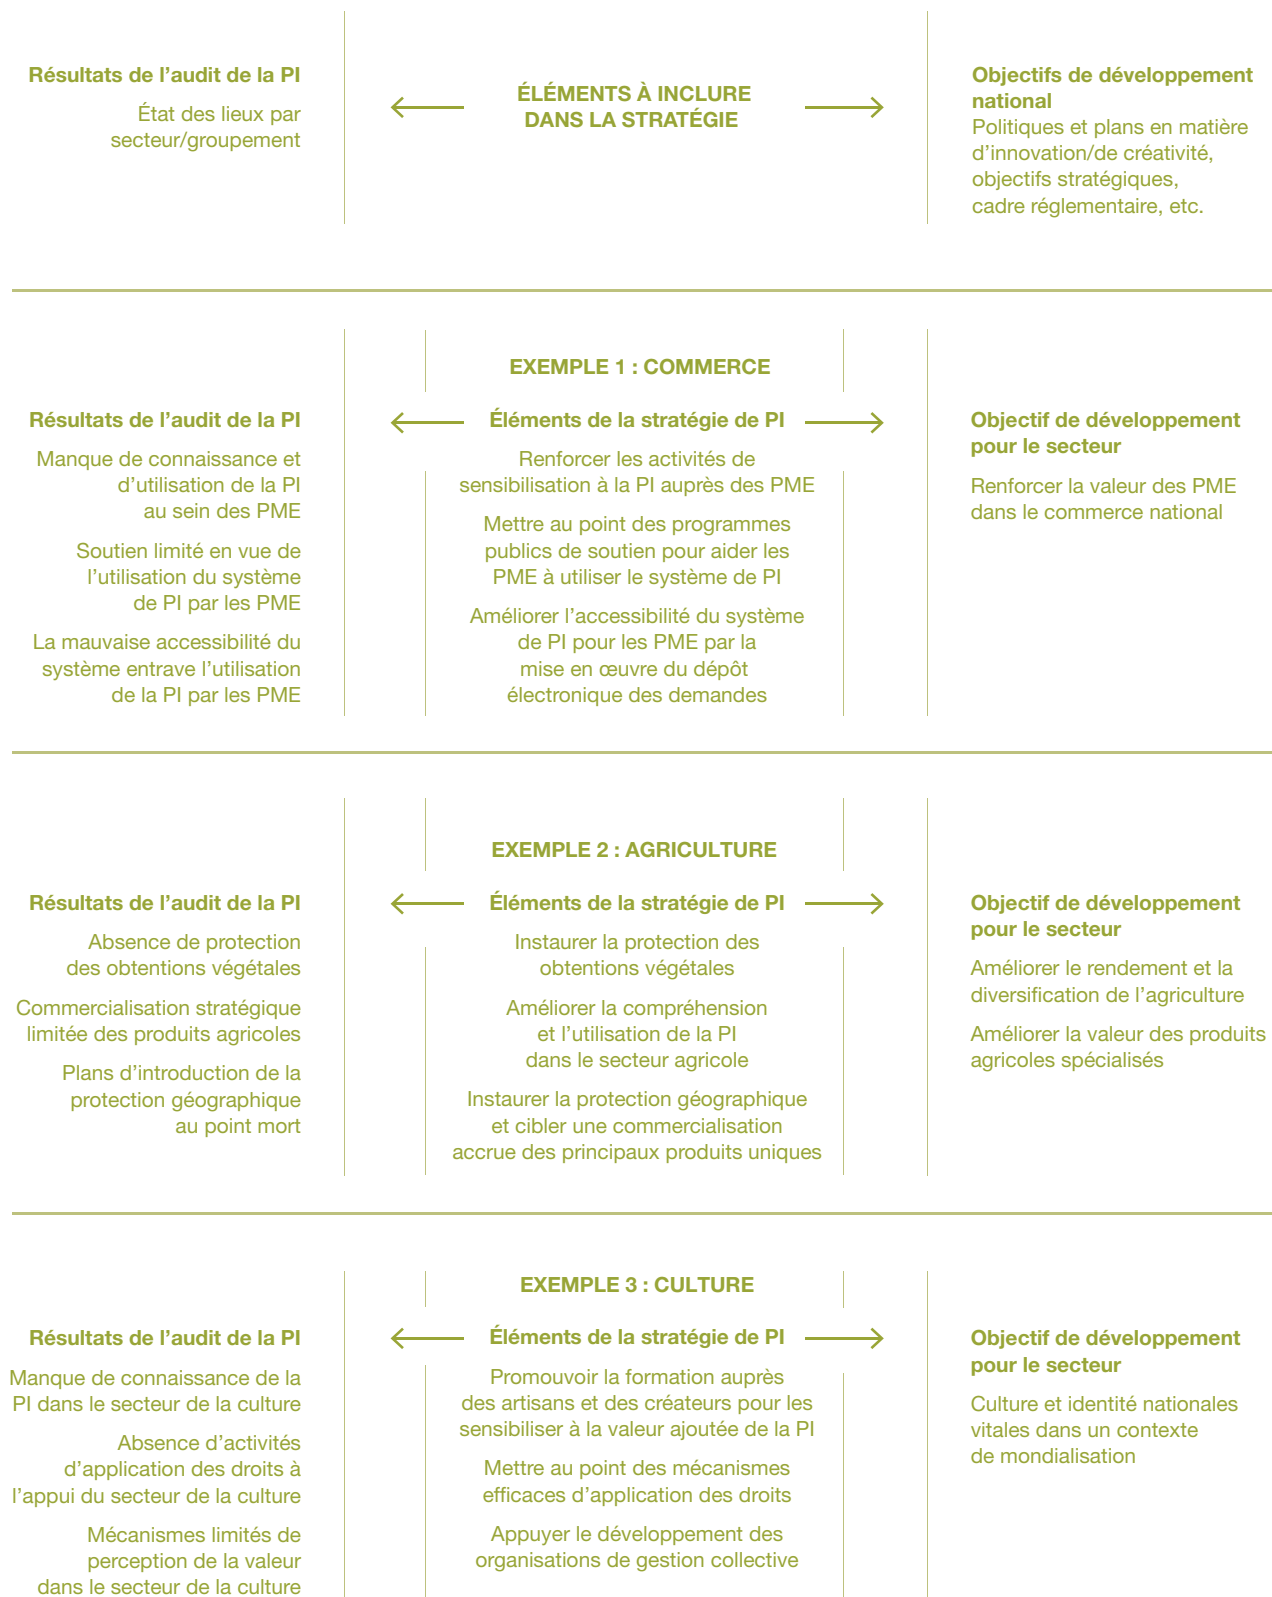 Résultats de l’audit de la PI
État des lieux par
secteur/groupement
ÉLÉMENTS À INCLURE
DANS LA STRATÉGIE
Objectifs de développement
national
Politiques et plans en matière
d’innovation/de créativité,
objectifs stratégiques,
cadre réglementaire, etc.
EXEMPLE 1 : COMMERCE
Résultats de l’audit de la PI
Manque de connaissance et
d’utilisation de la PI
au sein des PME
Soutien limité en vue de
l’utilisation du système
de PI par les PME
La mauvaise accessibilité du
système entrave l’utilisation
de la PI par les PME
Éléments de la stratégie de PI
Renforcer les activités de
sensibilisation à la PI auprès des PME
Mettre au point des programmes
publics de soutien pour aider les
PME à utiliser le système de PI
Améliorer l’accessibilité du système
de PI pour les PME par la
mise en œuvre du dépôt
électronique des demandes
Objectif de développement
pour le secteur
Renforcer la valeur des PME
dans le commerce national
EXEMPLE 2 : AGRICULTURE
Résultats de l’audit de la PI
Absence de protection
des obtentions végétales
Commercialisation stratégique
limitée des produits agricoles
Plans d’introduction de la
protection géographique
au point mort
Éléments de la stratégie de PI
Instaurer la protection des
obtentions végétales
Améliorer la compréhension
et l’utilisation de la PI
dans le secteur agricole
Instaurer la protection géographique
et cibler une commercialisation
accrue des principaux produits uniques
Objectif de développement
pour le secteur
Améliorer le rendement et la
diversification de l’agriculture
Améliorer la valeur des produits
agricoles spécialisés
EXEMPLE 3 : CULTURE
Résultats de l’audit de la PI
Manque de connaissance de la
PI dans le secteur de la culture
Absence d’activités
d’application des droits à
l’appui du secteur de la culture
Mécanismes limités de
perception de la valeur
dans le secteur de la culture
Éléments de la stratégie de PI
Promouvoir la formation auprès
des artisans et des créateurs pour les
sensibiliser à la valeur ajoutée de la PI
Mettre au point des mécanismes
efficaces d’application des droits
Appuyer le développement des
organisations de gestion collective
Objectif de développement
pour le secteur
Culture et identité nationales
vitales dans un contexte
de mondialisation